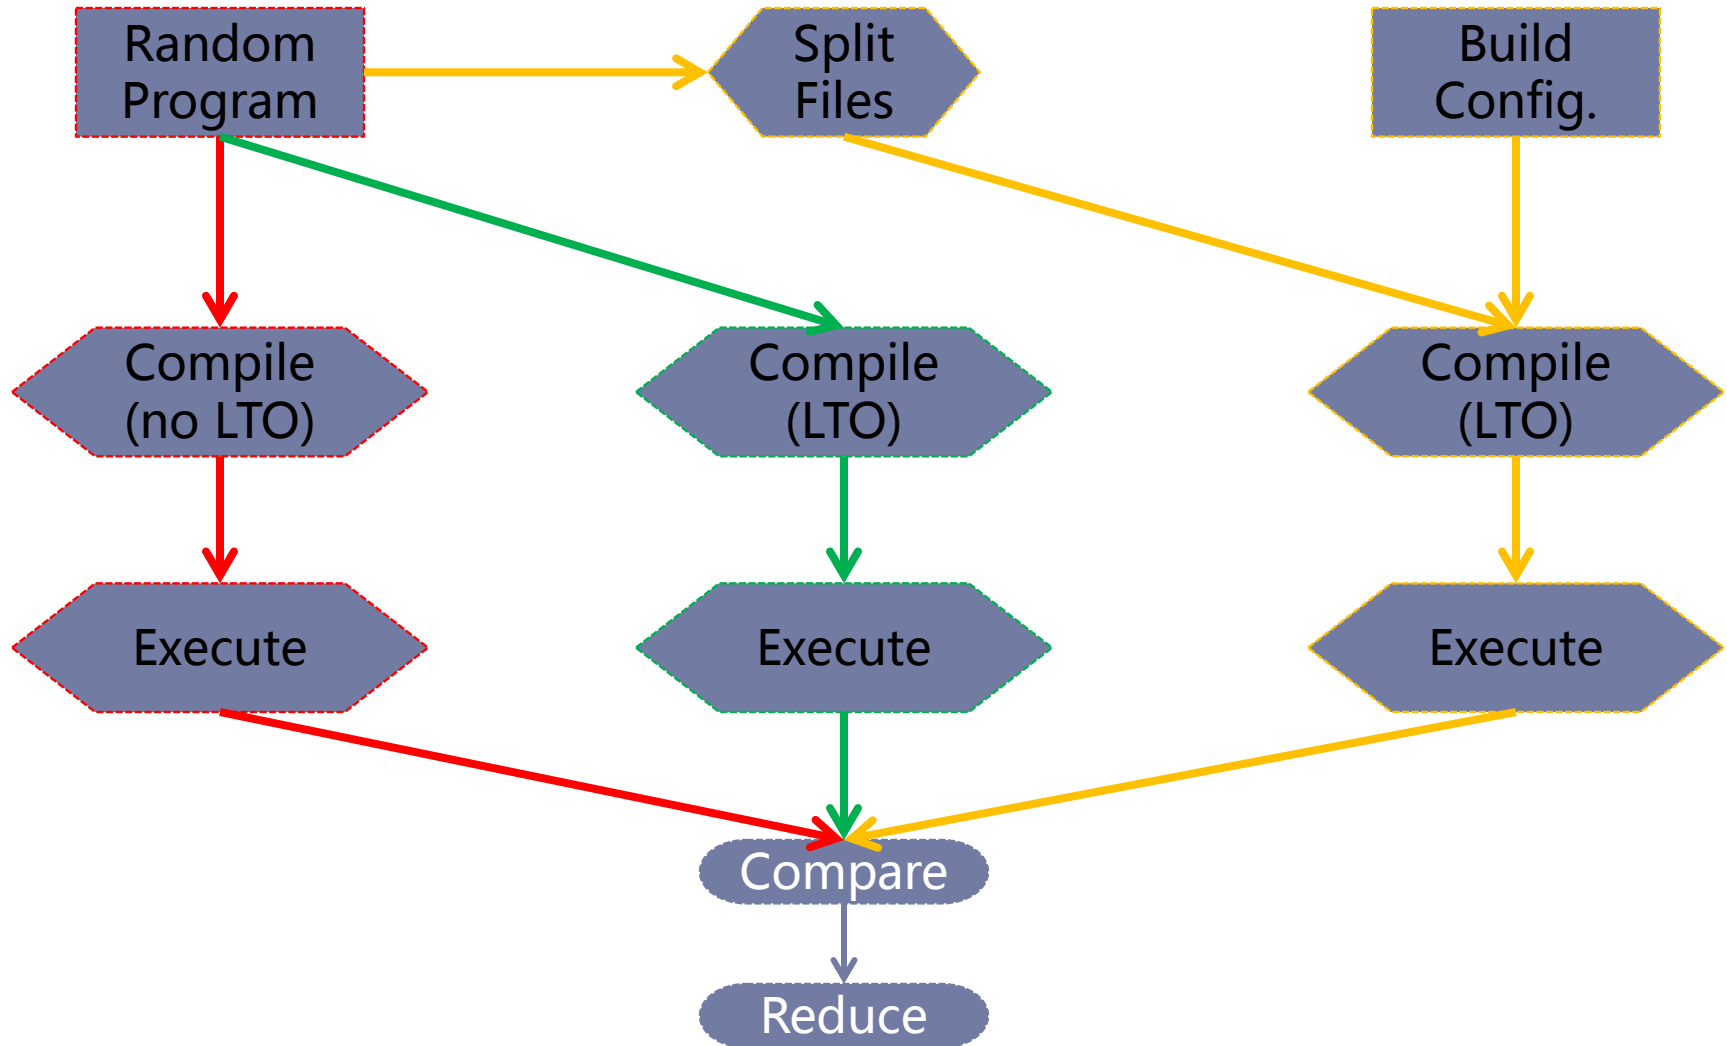 Random
Program
Split
Files
Build
Config.
Compile
(no LTO)
Compile
(LTO)
Compile
(LTO)
Execute
Execute
Execute
Compare
Reduce